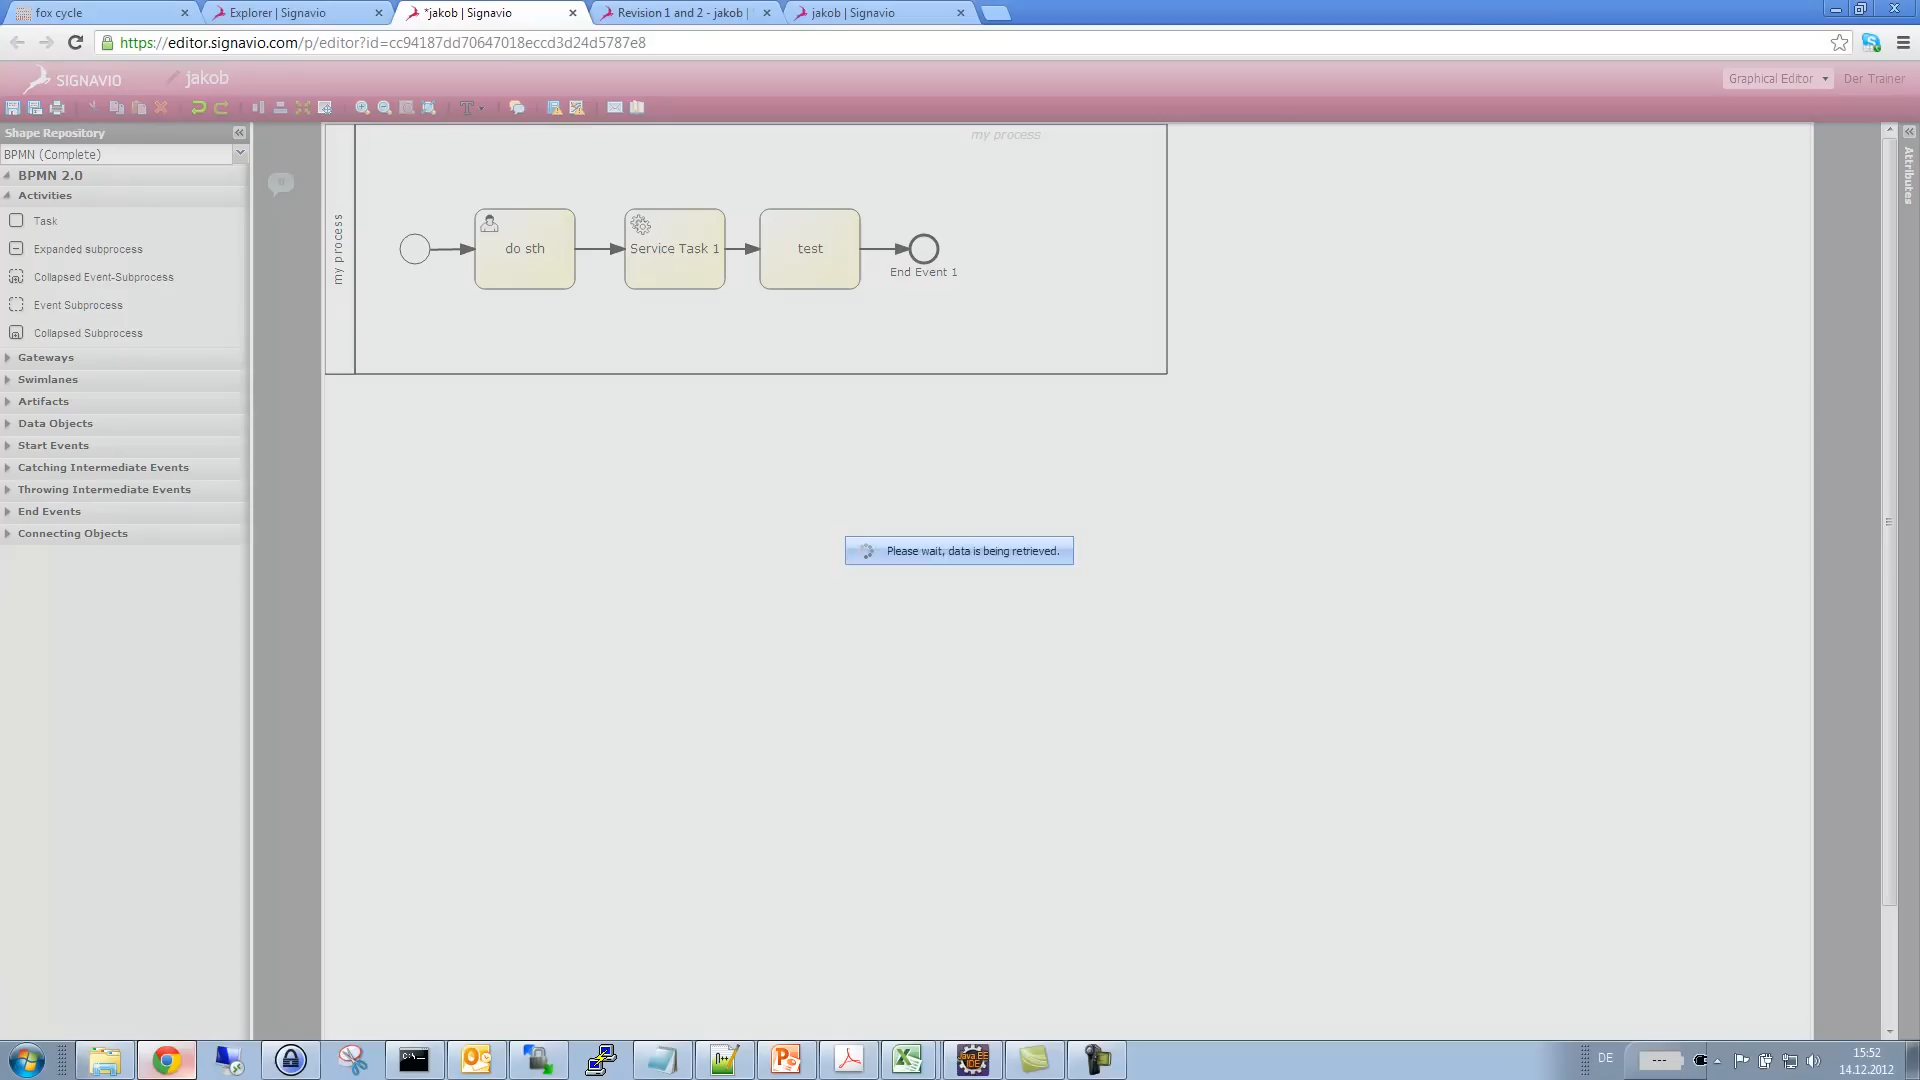 fox cycle
Explorer | Signavio
*jakob | Signavio
Revision 1 and 2 - jakob |
jakob | Signavio
https://editor.signavio.com/p/editor?id=cc94187dd70647018eccd3d24d5787e8
SIGNAVIO
jakob
Graphical Editor
Der Trainer
Shape Repository
BPMN (Complete)
BPMN 2.0
Activities
Task
Expanded subprocess
Collapsed Event-Subprocess
Event Subprocess
Collapsed Subprocess
Gateways
Swimlanes
Artifacts
Data Objects
Start Events
Catching Intermediate Events
Throwing Intermediate Events
End Events
Connecting Objects
my process
my process
do sth
Service Task 1
test
End Event 1
Please wait, data is being retrieved.
Attributes
DE
15:52
14.12.2012